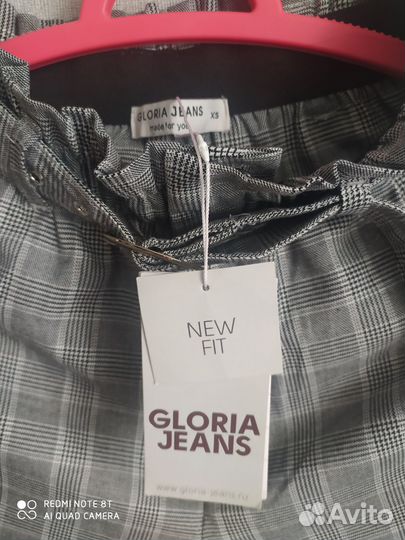 GLORIA JEANS XS
made for you
NEW
FIT
GLORIA
JEANS
www.gloria-jeans.ru
REDMI NOTE 8T
AI QUAD CAMERA
Avito